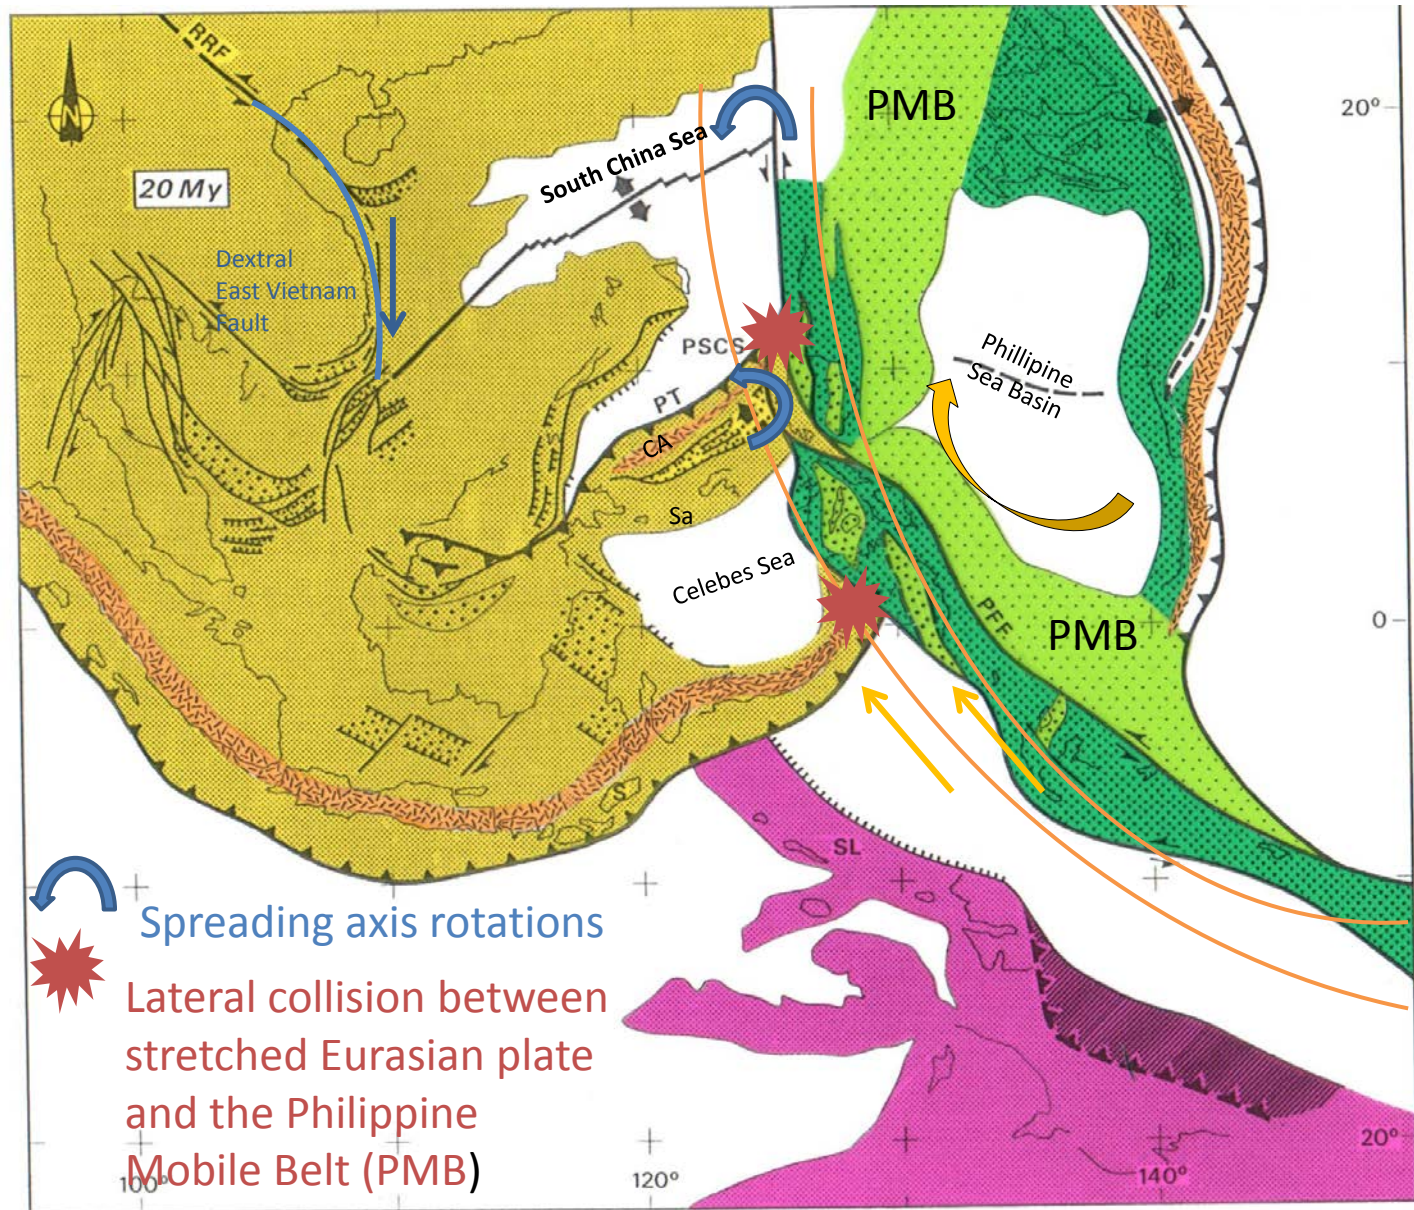 RRF
PMB
20°
N
20 My
South China Sea
Dextral
East Vietnam
Fault
PSCS
Phillipine
Sea Basin
PT
CA
Sa
Celebes Sea
PFF
PMB
0
S
SL
Spreading axis rotations
Lateral collision between
stretched Eurasian plate
and the Philippine
Mobile Belt (PMB)
20°
100°
120°
140°